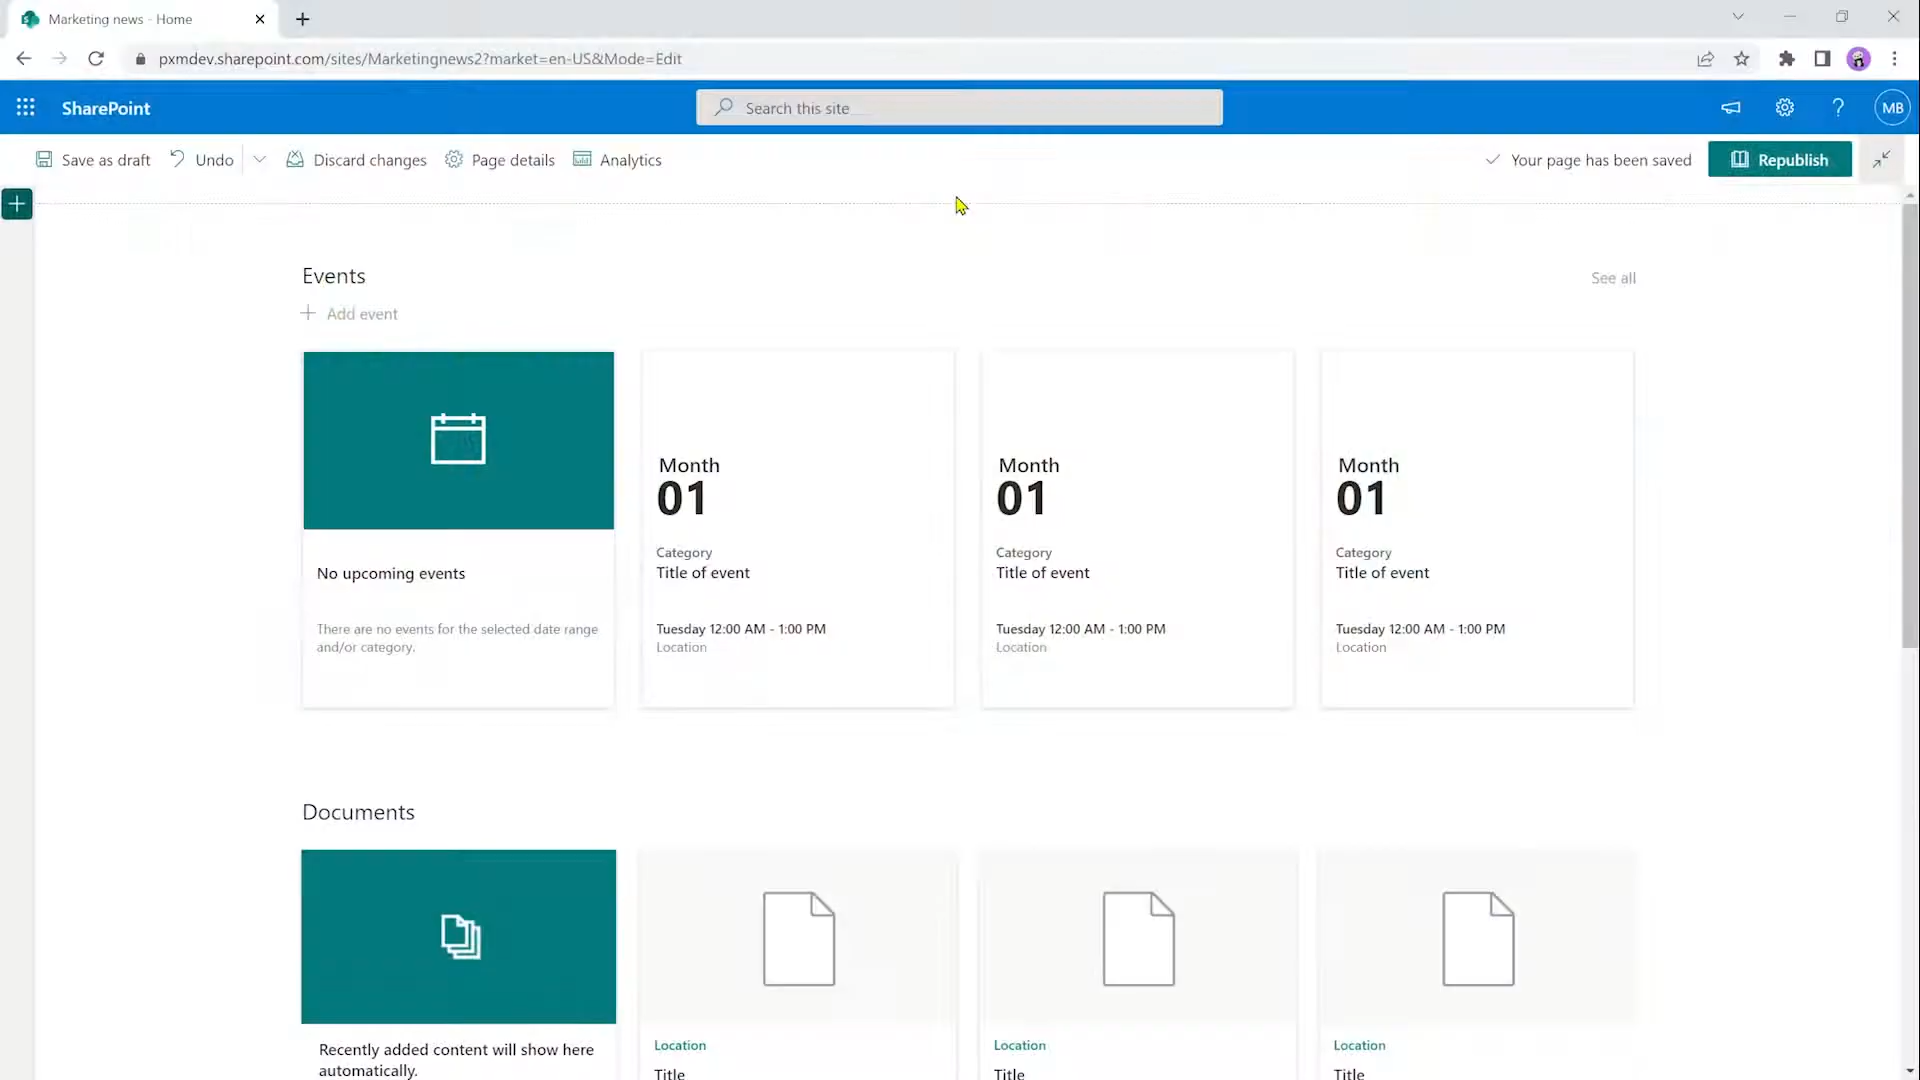 Marketing news - Home
pxmdev.sharepoint.com/sites/Marketingnews2?market=en-US&Mode=Edit
SharePoint
Search this site
MB
Save as draft
Undo
Discard changes
Page details
Analytics
Your page has been saved
Republish
Events
See all
Add event
No upcoming events
There are no events for the selected date range
and/or category.
Month
01
Category
Title of event
Tuesday 12:00 AM - 1:00 PM
Location
Month
01
Category
Title of event
Tuesday 12:00 AM - 1:00 PM
Location
Month
01
Category
Title of event
Tuesday 12:00 AM - 1:00 PM
Location
Documents
Recently added content will show here
automatically.
Location
Title
Location
Title
Location
Title